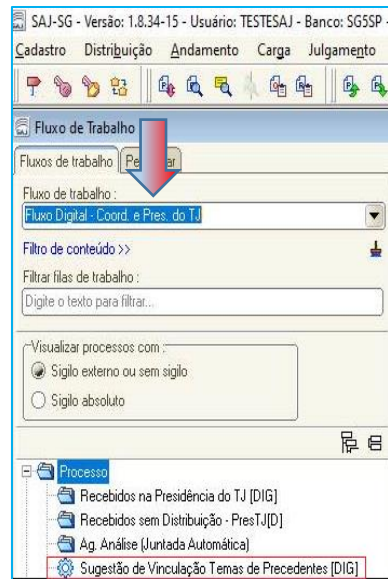 SAJ-SG - Versão: 1.8.34-15 - Usuário: TESTESAJ - Banco: SG5SP -
Cadastro Distribuição Andamento Carga Julgamento
Fluxo de Trabalho
Fluxos de trabalho
Fluxo de trabalho :
Fluxo Digital - Coord. e Pres. do TJ
Filtro de conteúdo >>
Filtrar filas de trabalho :
Digite o texto para filtrar...
Visualizar processos com :
Sigilo externo ou sem sigilo
Sigilo absoluto
Processo
Recebidos na Presidência do TJ [DIG]
Recebidos sem Distribuição - PresTJ[D]
Ag. Análise (Juntada Automática)
Sugestão de Vinculação Temas de Precedentes [DIG]